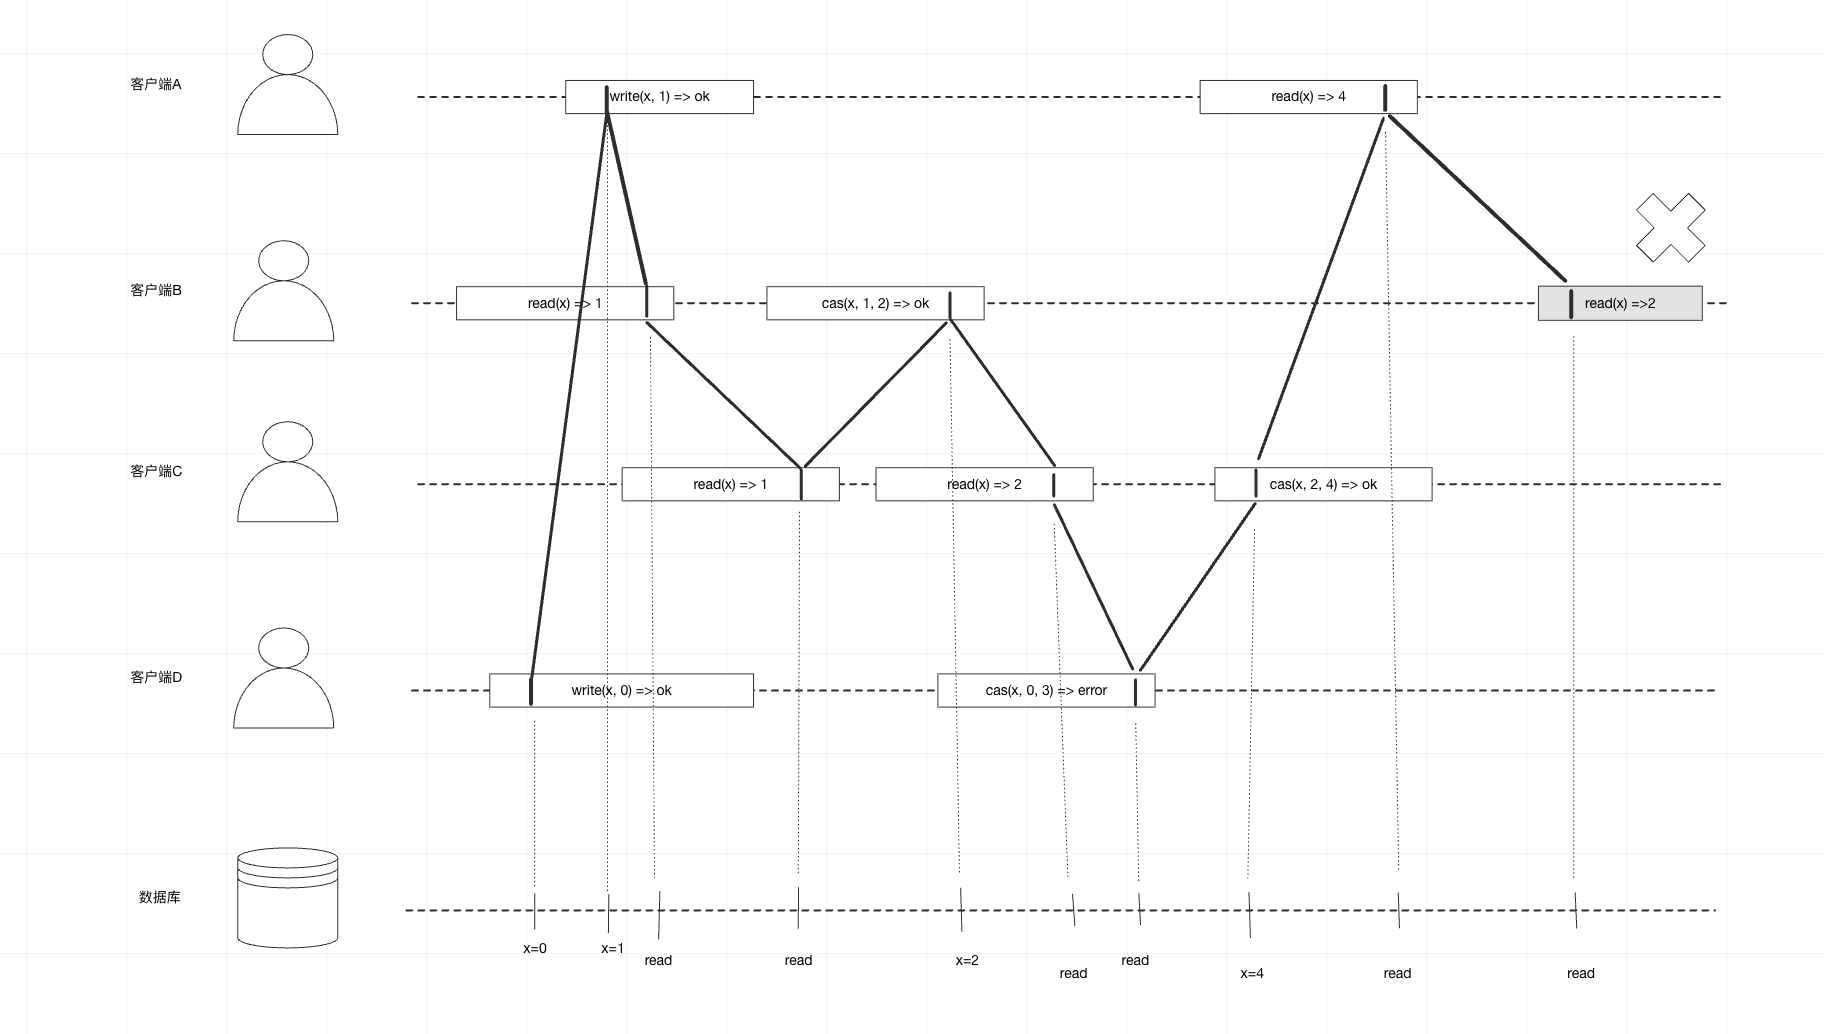 客户端A
write(x, 1) => ok
read(x) => 4
客户端B
read(x) => 1
cas(x, 1, 2) => ok
read(x) =>2
客户端C
read(x) => 1
read(x) => 2
cas(x, 2, 4) => ok
客户端D
write(x, 0) => ok
cas(x, 0, 3) => error
数据库
x=0
x=1
read
read
x=2
read
read
x=4
read
read